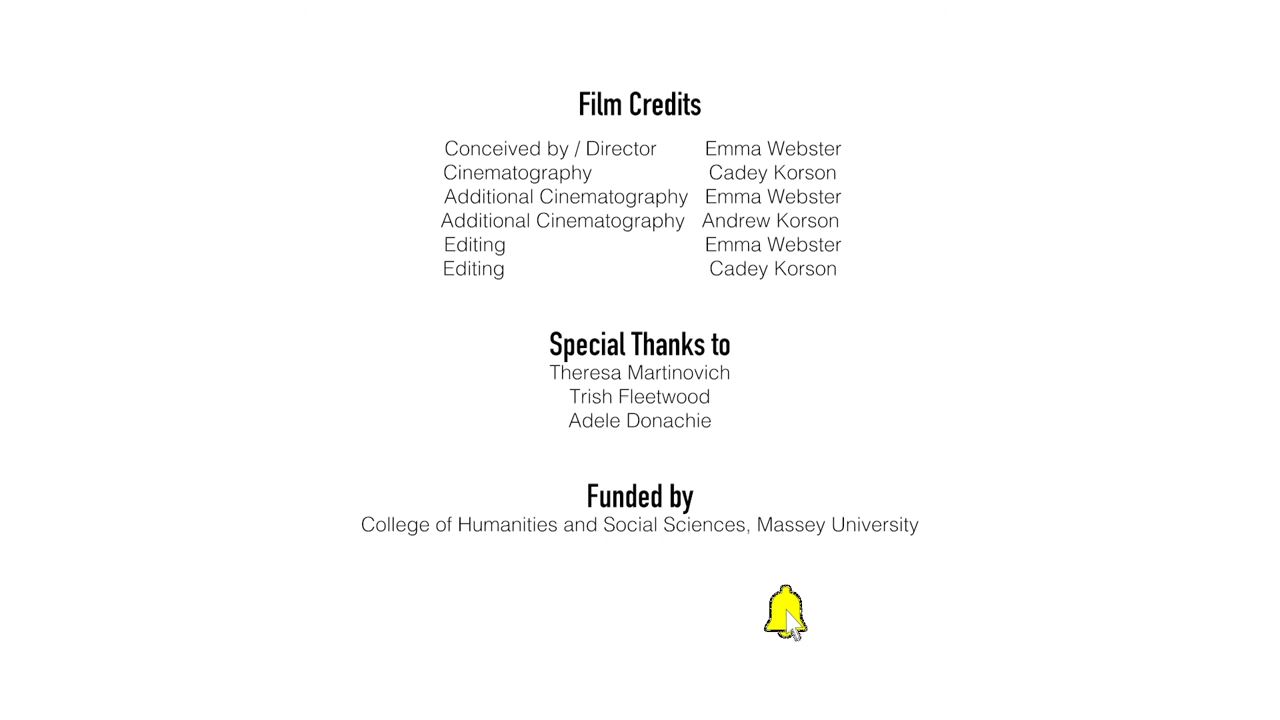 Film Credits
Conceived by / Director Emma Webster
Cinematography Cadey Korson
Additional Cinematography Emma Webster
Additional Cinematography Andrew Korson
Editing Emma Webster
Editing Cadey Korson
Special Thanks to
Theresa Martinovich
Trish Fleetwood
Adele Donachie
Funded by
College of Humanities and Social Sciences, Massey University